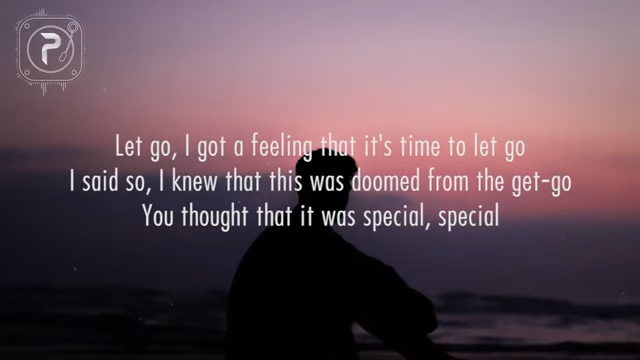 Let go, I got a feeling that it's time to let go
I said so, I knew that this was doomed from the get-go
You thought that it was special, special